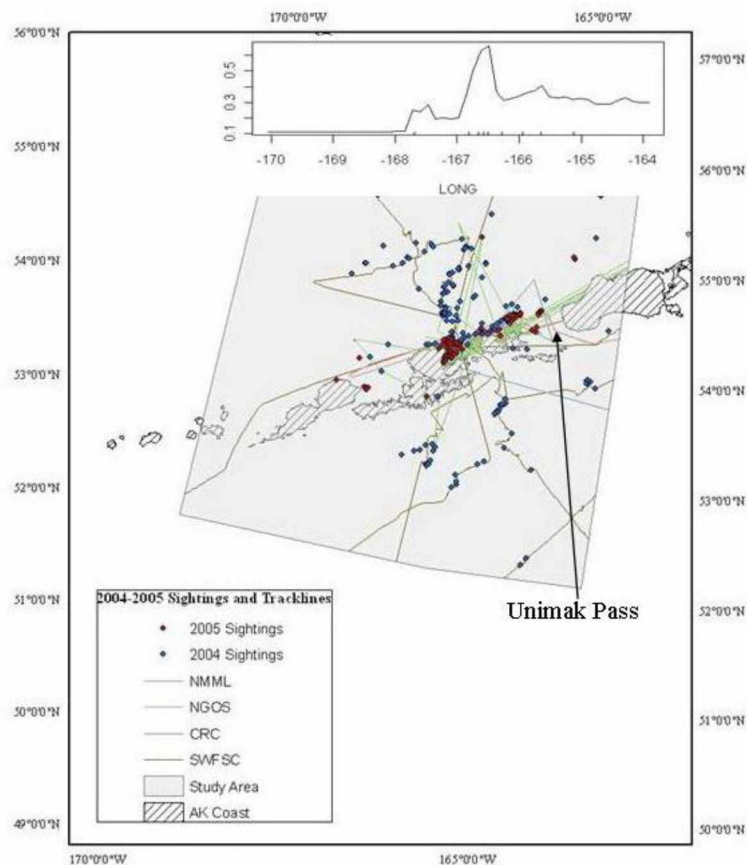 170°0'0"W 165°0'0"W
56°0'0"N
57°0'0"N
0.5
0.3
0.1
-170 -169 -168 -167 -166 -165 -164
LONG
55°0'0"N
56°0'0"N
54°0'0"N
55°0'0"N
53°0'0"N
54°0'0"N
52°0'0"N
53°0'0"N
51°0'0"N
52°0'0"N
Unimak Pass
2004-2005 Sightings and Tracklines
2005 Sightings
2004 Sightings
NMML
NGOS
CRC
SWFSC
Study Area
AK Coast
50°0'0"N
51°0'0"N
49°0'0"N
50°0'0"N
170°0'0"W 165°0'0"W